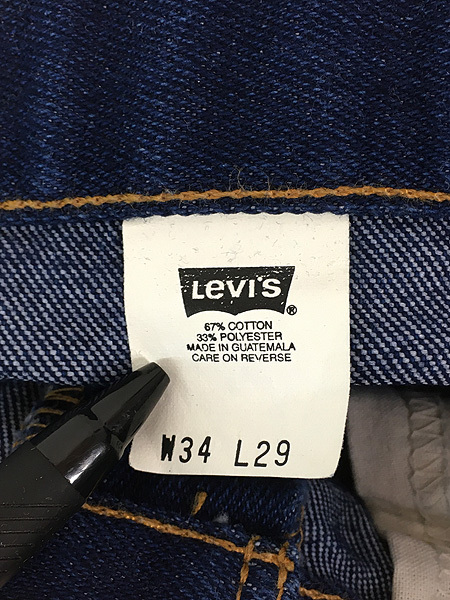 LEVI'S®
67% COTTON
33% POLYESTER
MADE IN GUATEMALA
CARE ON REVERSE
W34 L29